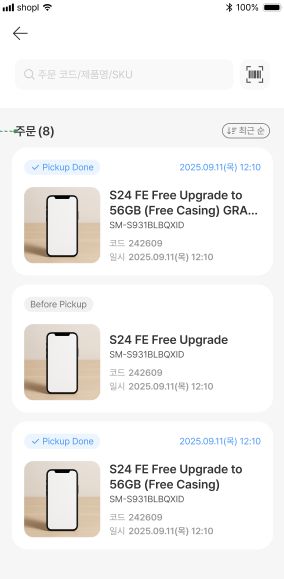 shopl
100%
주문 코드/제품명/SKU
주문 (8)
최근 순
Pickup Done
2025.09.11(목) 12:10
S24 FE Free Upgrade to
56GB (Free Casing) GRA...
SM-S931BLBQXID
코드 242609
일시 2025.09.11(목) 12:10
Before Pickup
S24 FE Free Upgrade
SM-S931BLBQXID
코드 242609
일시 2025.09.11(목) 12:10
Pickup Done
2025.09.11(목) 12:10
S24 FE Free Upgrade to
56GB (Free Casing)
SM-S931BLBQXID
코드 242609
일시 2025.09.11(목) 12:10